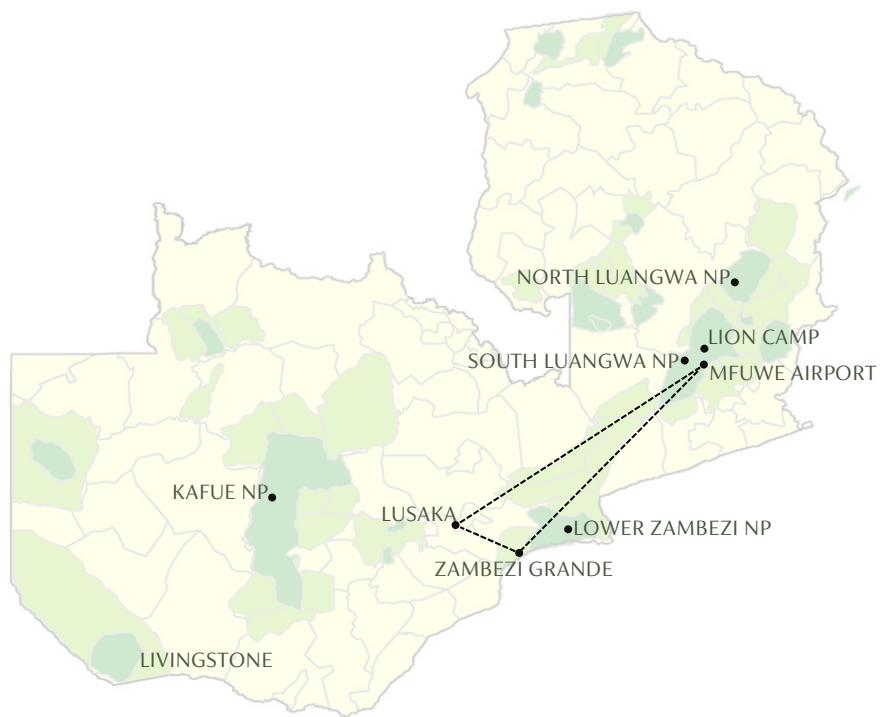 NORTH LUANGWA NP
LION CAMP
SOUTH LUANGWA NP
MFUWE AIRPORT
KAFUE NP
LUSAKA
LOWER ZAMBEZI NP
ZAMBEZI GRANDE
LIVINGSTONE